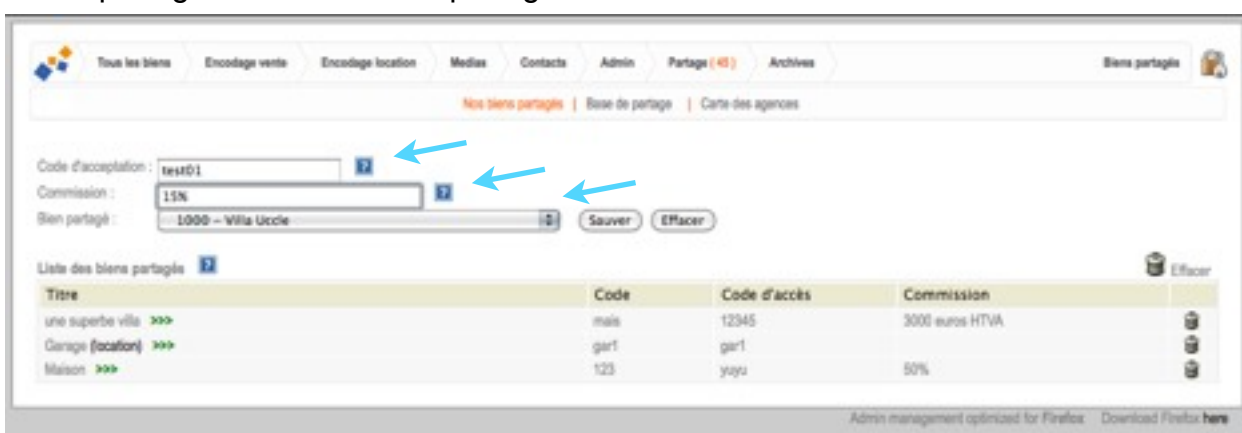 Tous les biens Encodage vente Encodage location Medias Contacts Admin Partage ( 45 ) Archives Biens partagés
Nos biens partagés | Base de partage | Carte des agences
Code d'acceptation : test01 ?
Commission : 15% ?
Bien partagé : 1000 – Villa Uccle Sauver Effacer
Liste des biens partagés ? Effacer
Titre Code Code d'accès Commission
une superbe villa >>> mais 12345 3000 euros HTVA
Garage (location) >>> gar1 gar1
Maison >>> 123 yuyu 50%
Admin management optimized for Firefox Download Firefox here